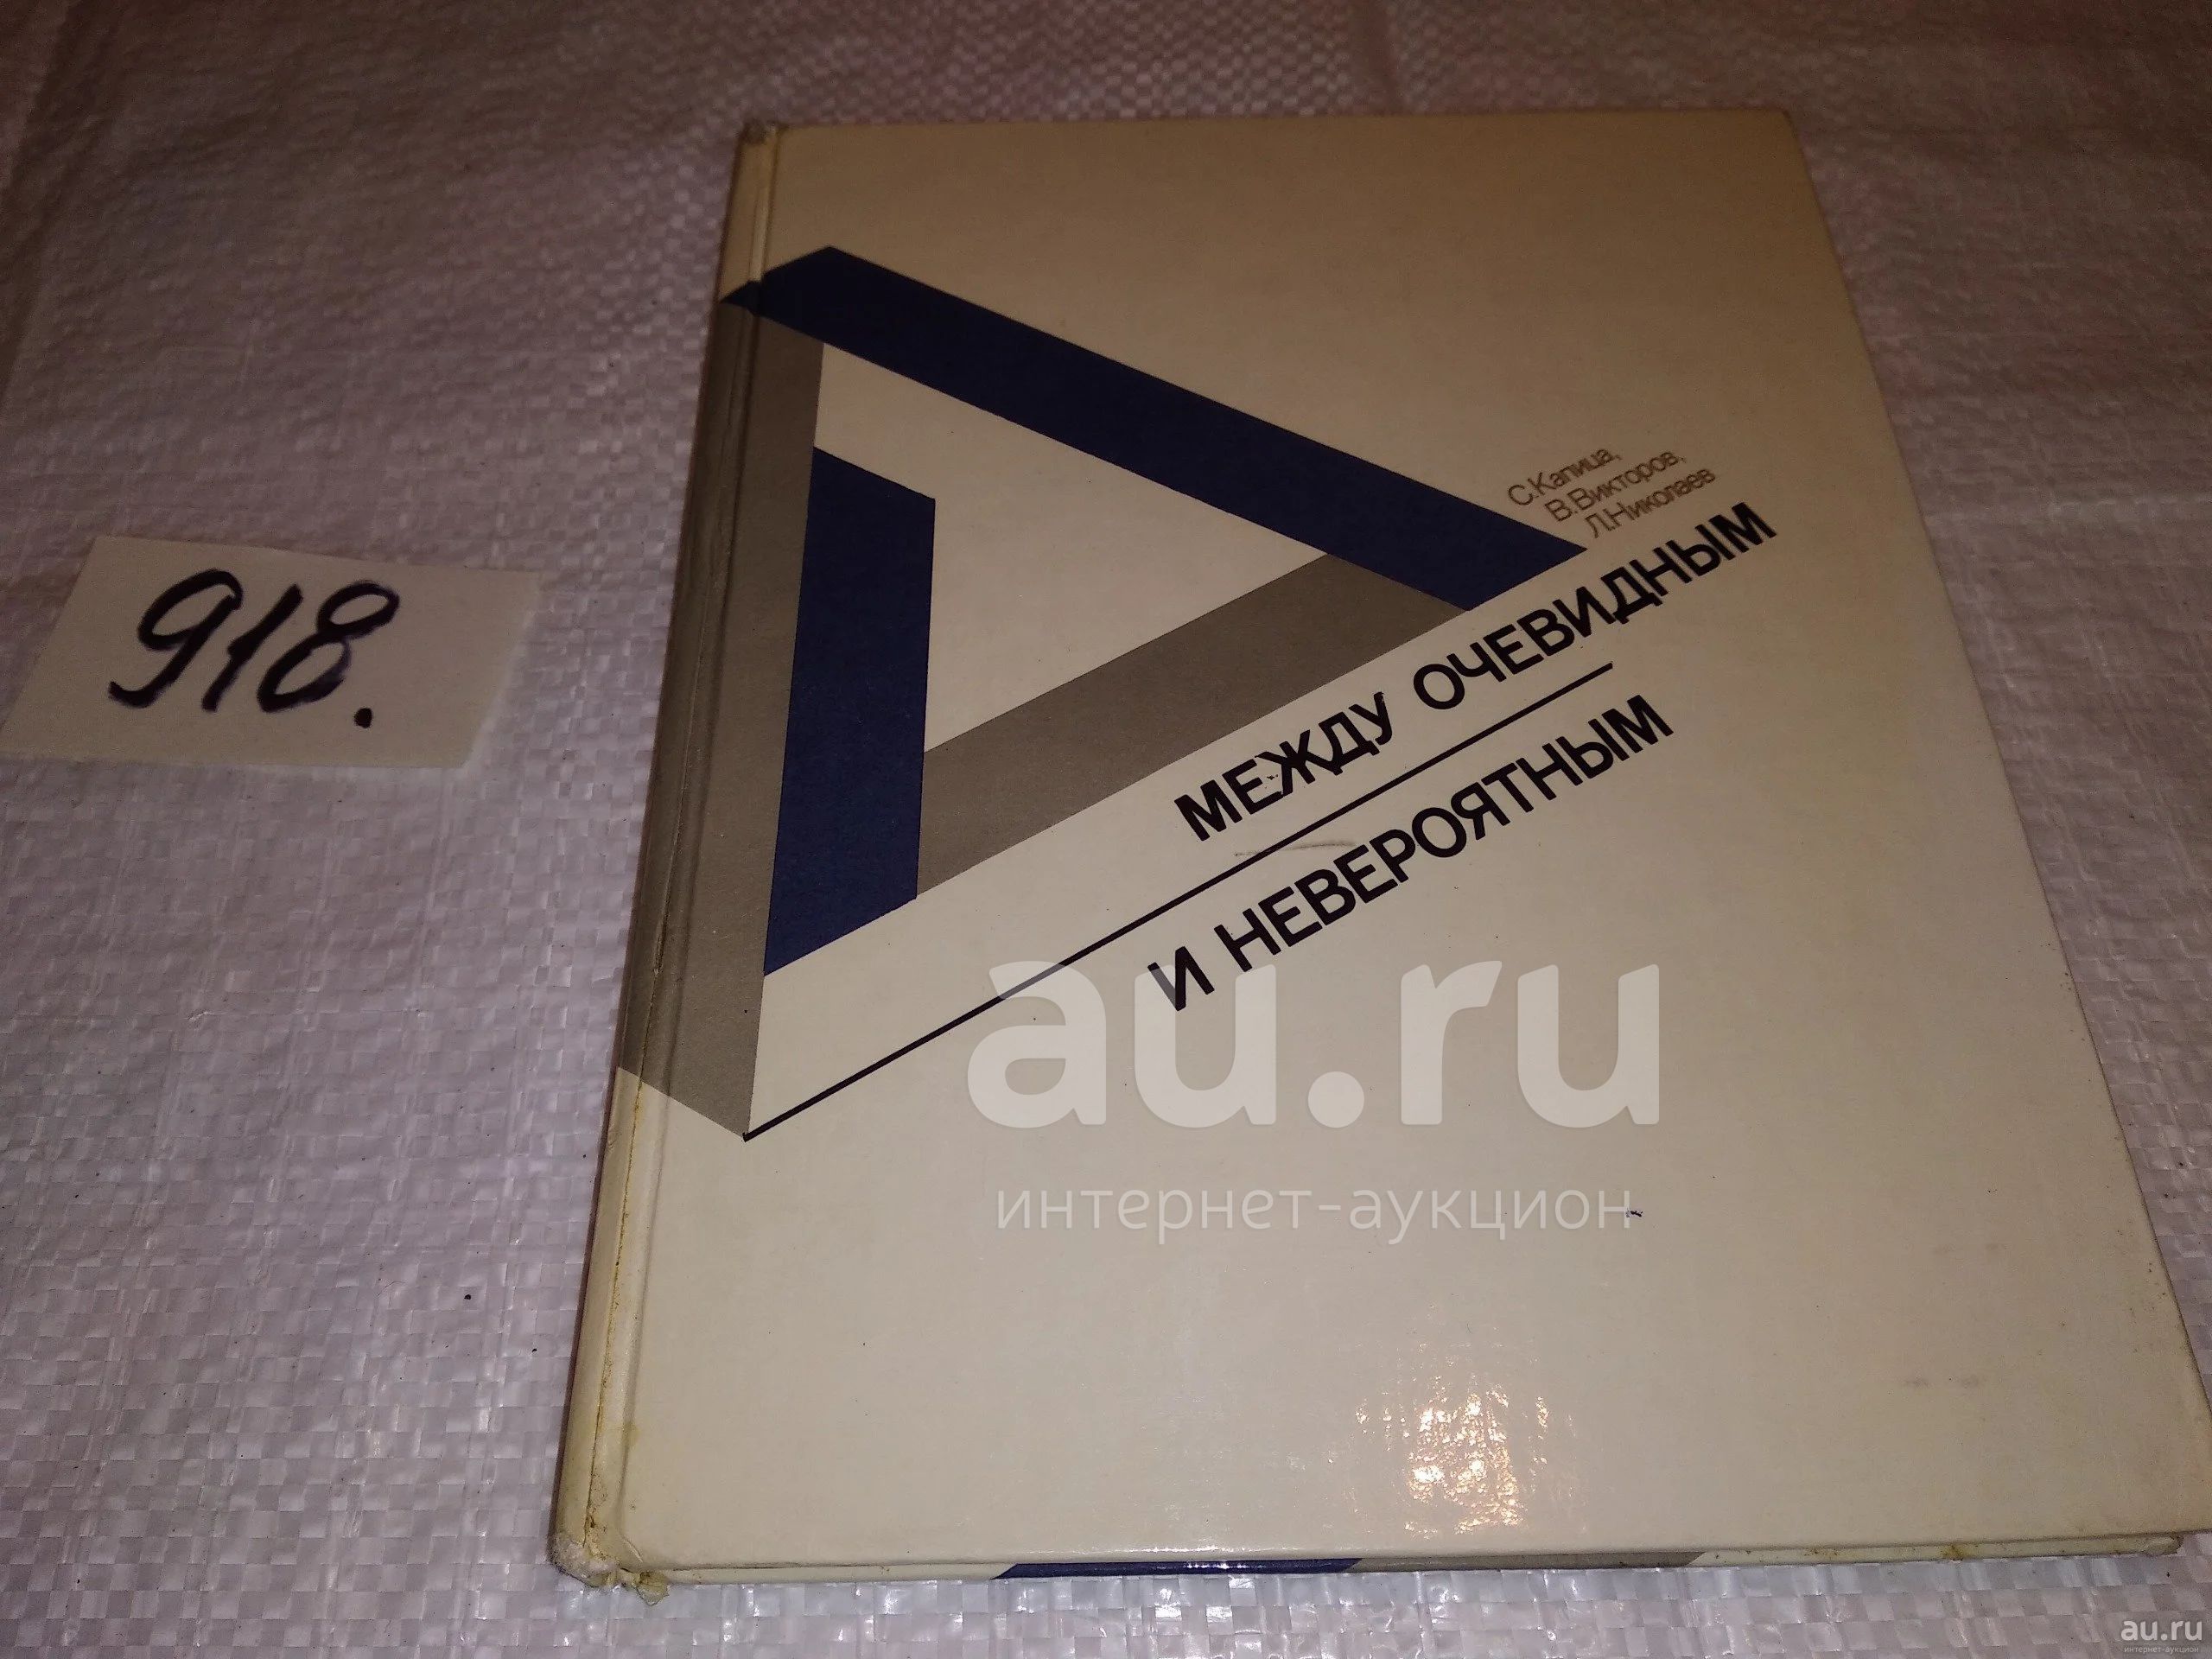 918.
С.Капица,
В.Викторов,
Л.Николаев
МЕЖДУ ОЧЕВИДНЫМ
И НЕВЕРОЯТНЫМ
au.ru
интернет-аукцион
au.ru
интернет-аукцион